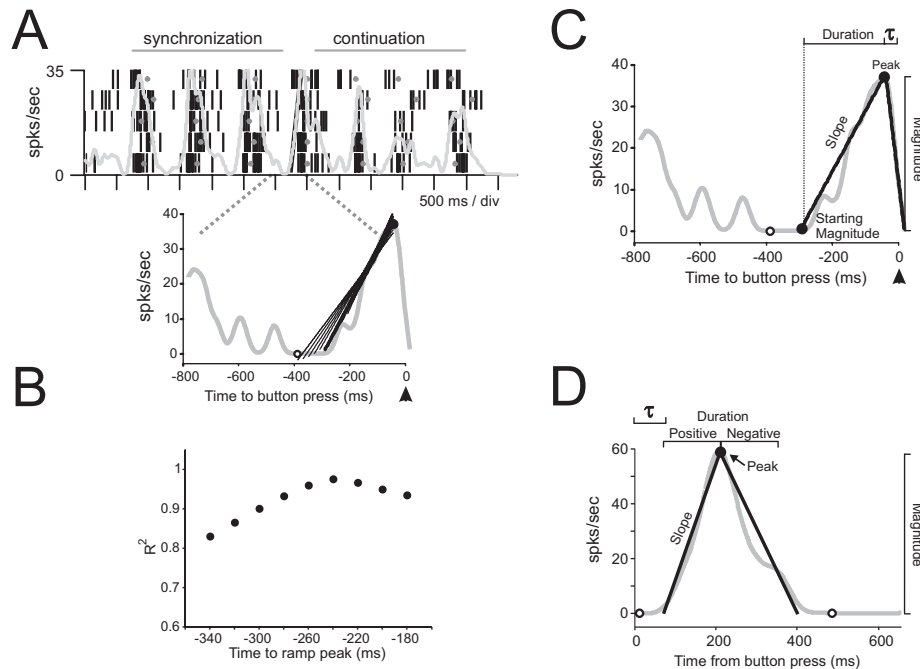 A
synchronization
continuation
35
spks/sec
0
500 ms / div
40
30
20
10
0
spks/sec
-800
-600
-400
-200
0
Time to button press (ms)
B
1
0.9
0.8
0.7
0.6
R2
-340
-300
-260
-220
-180
Time to ramp peak (ms)
C
Duration
τ
Peak
40
30
20
10
0
spks/sec
Slope
Magnitude
Starting
Magnitude
-800
-600
-400
-200
0
Time to button press (ms)
D
τ
Duration
Positive
Negative
Peak
60
40
20
0
spks/sec
Slope
Magnitude
0
200
400
600
Time from button press (ms)